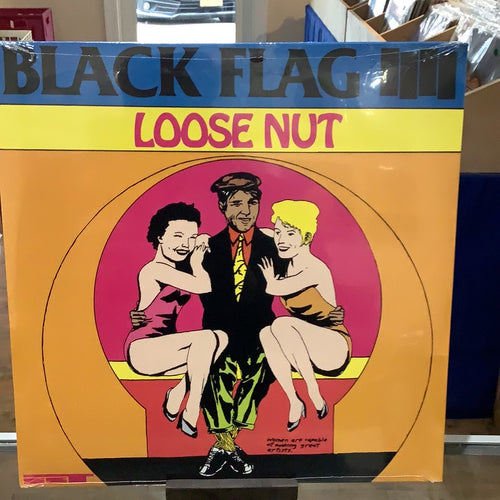 BLACK FLAG
LOOSE NUT
women are capable
of making great
artists."